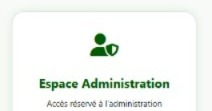 Espace Administration
Accès réservé à l'administration